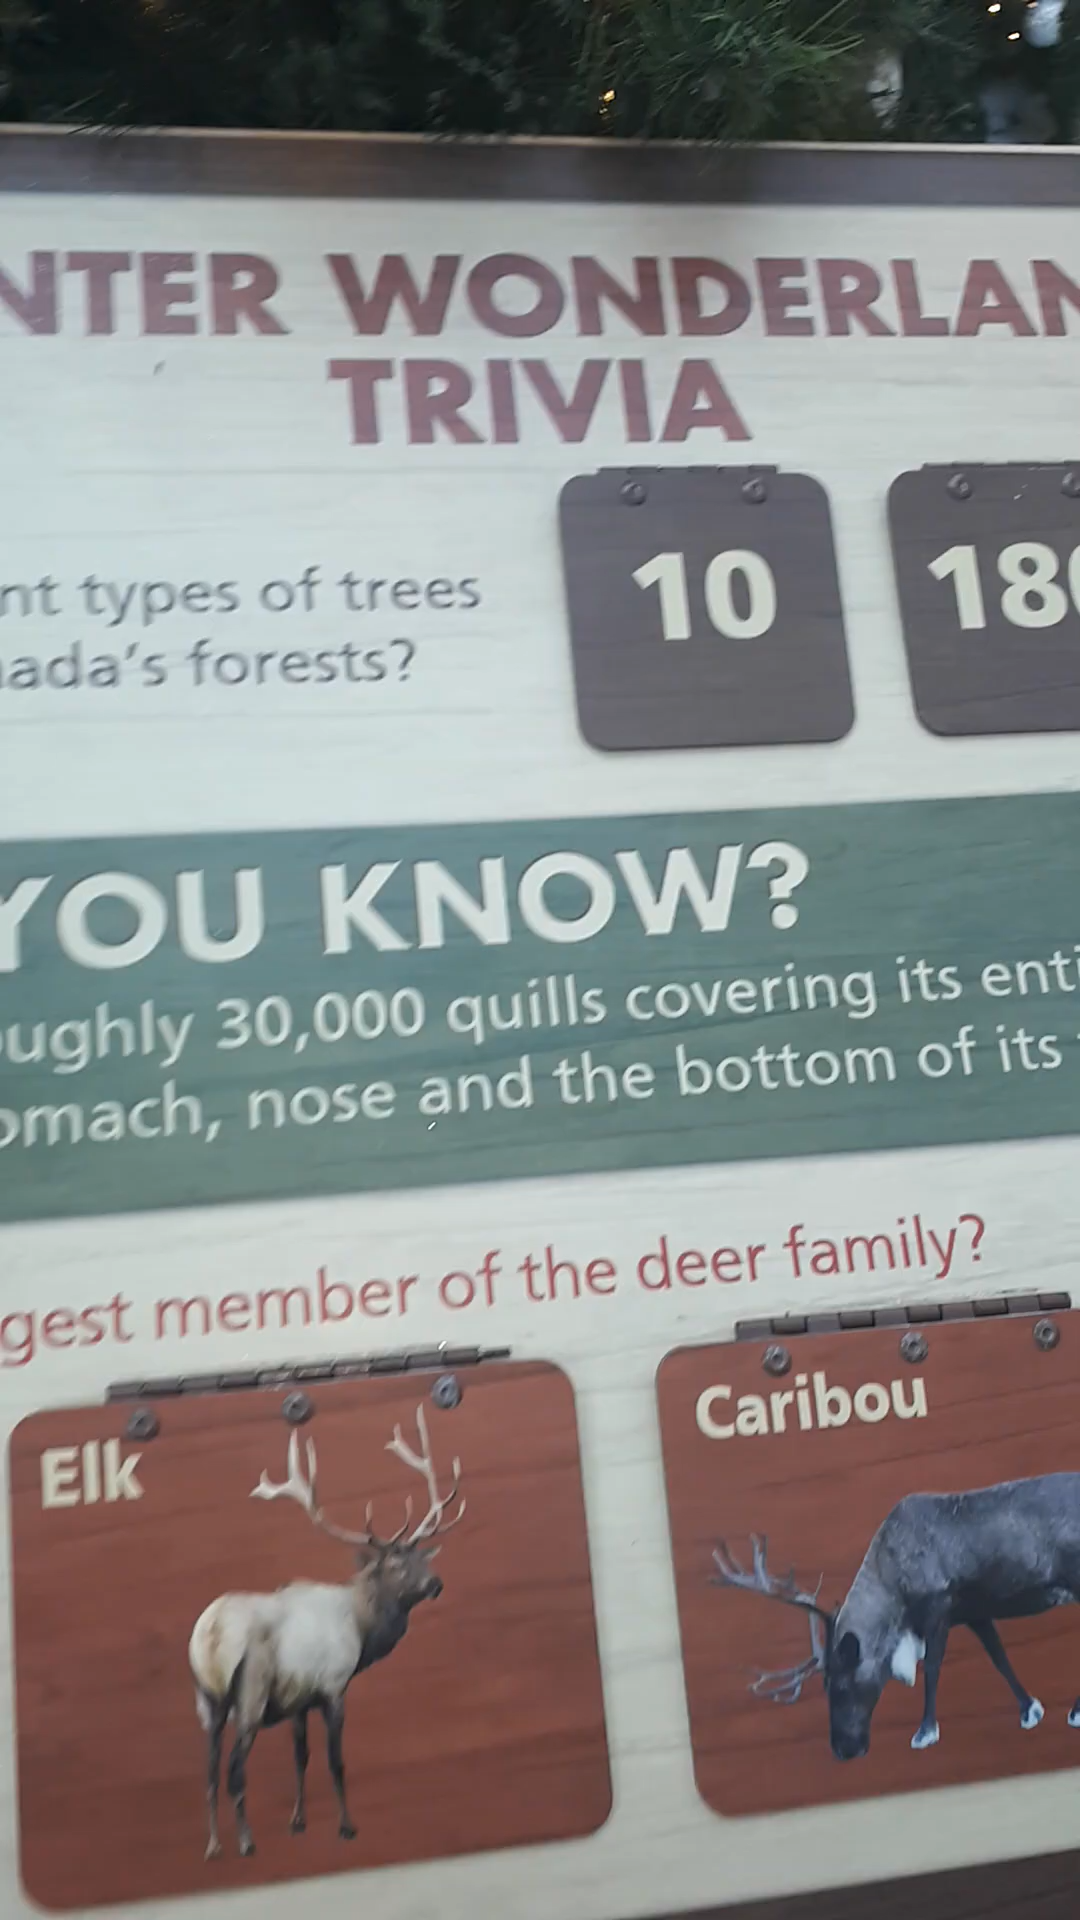 NTER WONDERLAN
TRIVIA
nt types of trees
ada's forests?
10
18
YOU KNOW?
ughly 30,000 quills covering its enti
omach, nose and the bottom of its
gest member of the deer family?
Elk
Caribou